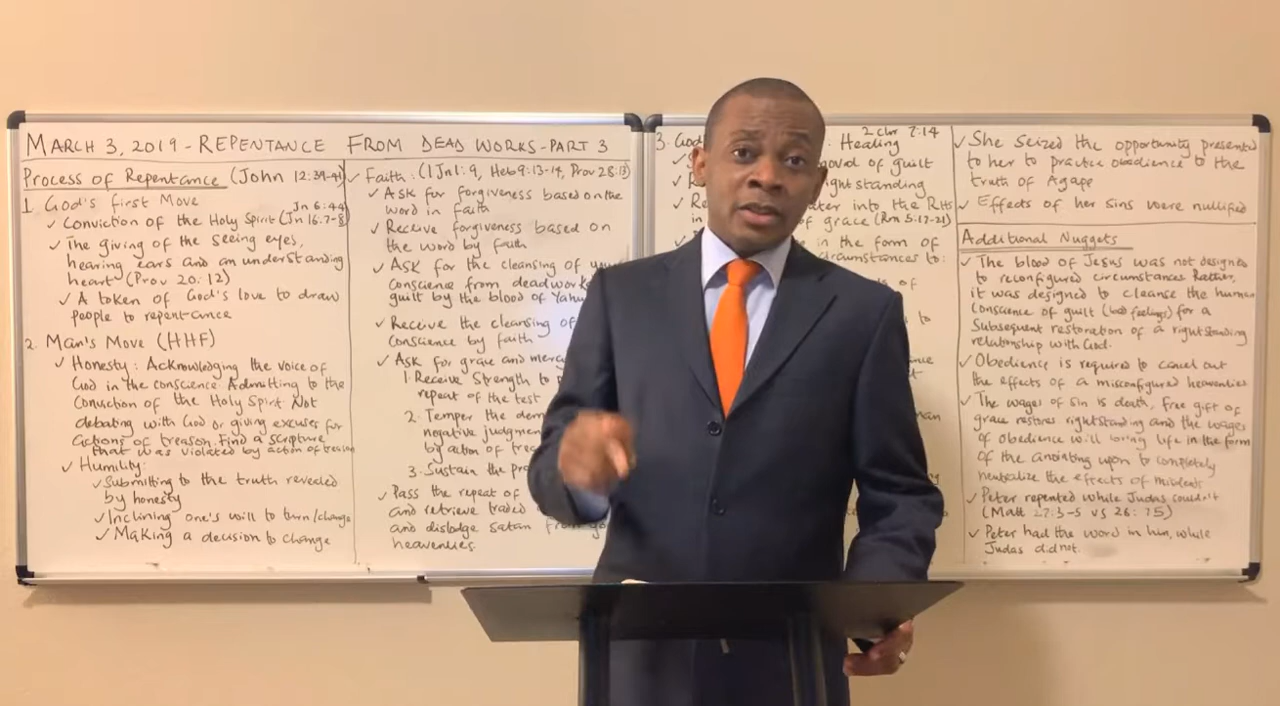 MARCH 3, 2019 - REPENTANCE FROM DEAD WORKS - PART 3
Process of Repentance (John 12:39-41)
1. God's first Move Jn 6:44
✓ Conviction of the Holy Spirit (Jn 16:7-8)
✓ The giving of the seeing eyes,
hearing ears and an understanding
heart (Prov 20:12)
✓ A token of God's love to draw
people to repentance
2. Man's Move (HHF)
✓ Honesty: Acknowledging the voice of
God in the conscience. Admitting to the
Conviction of the Holy Spirit. Not
debating with God or giving excuses for
actions of treason. Find a scripture
that was violated by action of treason
✓ Humility:
✓ Submitting to the truth revealed
by honesty
✓ Inclining one's will to turn/change
✓ Making a decision to change
✓ Faith: (1 Jn 1:9, Heb 9:13-14, Prov 28:13)
✓ Ask for forgiveness based on the
word in faith
✓ Receive forgiveness based on
the word by faith
✓ Ask for the cleansing of
conscience from dead
guilt by the blood of
✓ Receive the cleansing of
conscience by faith
✓ Ask for grace and
1. Receive Strength to
repeat of the test
2. Temper the
negative
by action of
3. Sustain the
✓ Pass the repeat of
and retrieve traded
and dislodge satan from
heavenlies.
3. Healing 2 chr 7:14
of guilt
into the RHS
of grace (Rm 5:17-21)
in the form of
to:
of
to
✓ She seized the opportunity presented
to her to practice obedience to the
truth of Agape
✓ Effects of her sins were nullified
Additional Nuggets
✓ The blood of Jesus was not designed
to reconfigured circumstances. Rather,
it was designed to cleanse the human
Conscience of guilt (bad feelings) for a
Subsequent restoration of a rightstanding
relationship with God.
✓ Obedience is required to cancel out
the effects of a misconfigured heavenlies
✓ The wages of sin is death, free gift of
grace restores rightstanding and the wages
of obedience will bring life in the form
of the anointing upon to completely
neutralize the effects of misdeeds
✓ Peter repented while Judas couldn't
(Matt 27:3-5 vs 26:75)
✓ Peter had the word in him, while
Judas did not.